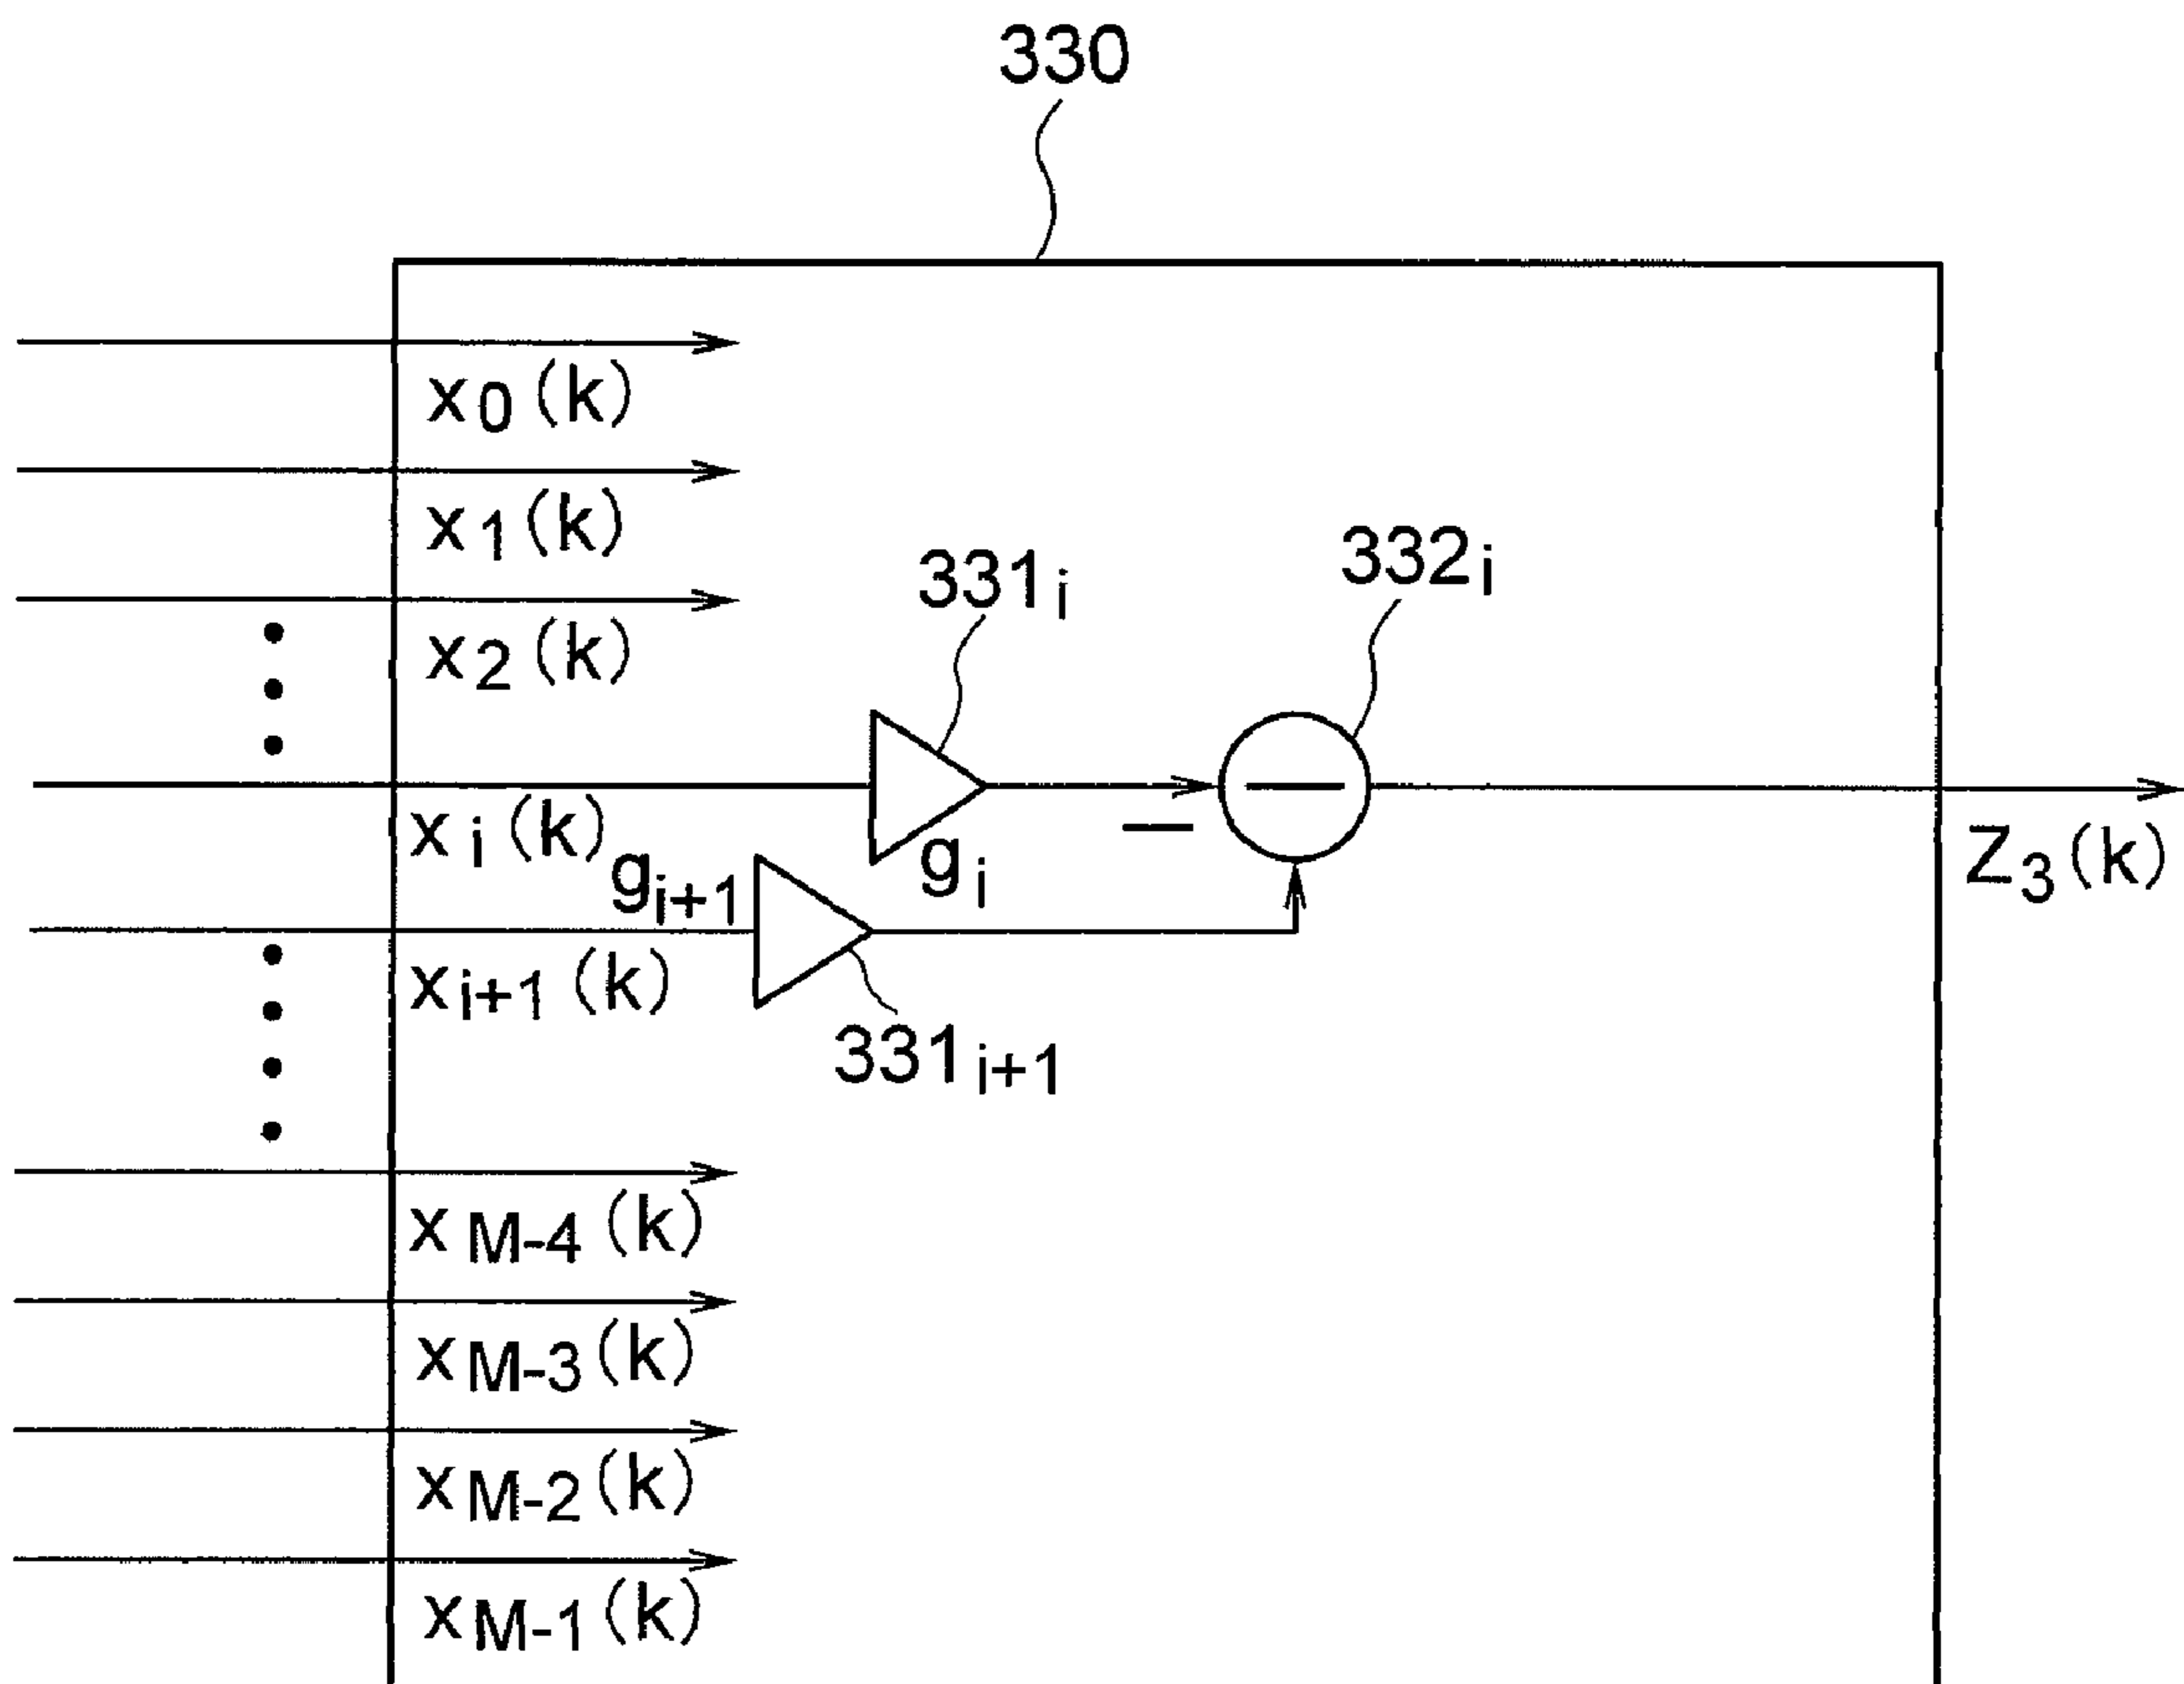 330
x0(k)
x1(k)
x2(k)
331i
332i
xi(k)
gi
gi+1
xi+1(k)
331i+1
Z3(k)
xM-4(k)
xM-3(k)
xM-2(k)
xM-1(k)